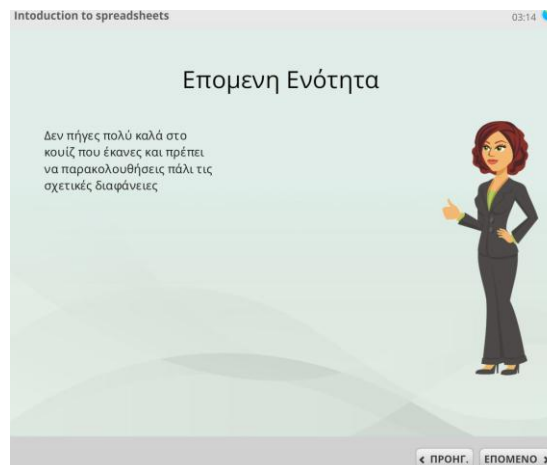 Intoduction to spreadsheets
03:14
Επομενη Ενότητα
Δεν πήγες πολύ καλά στο
κουίζ που έκανες και πρέπει
να παρακολουθήσεις πάλι τις
σχετικές διαφάνειες
‹ ΠΡΟΗΓ.
ΕΠΟΜΕΝΟ ›